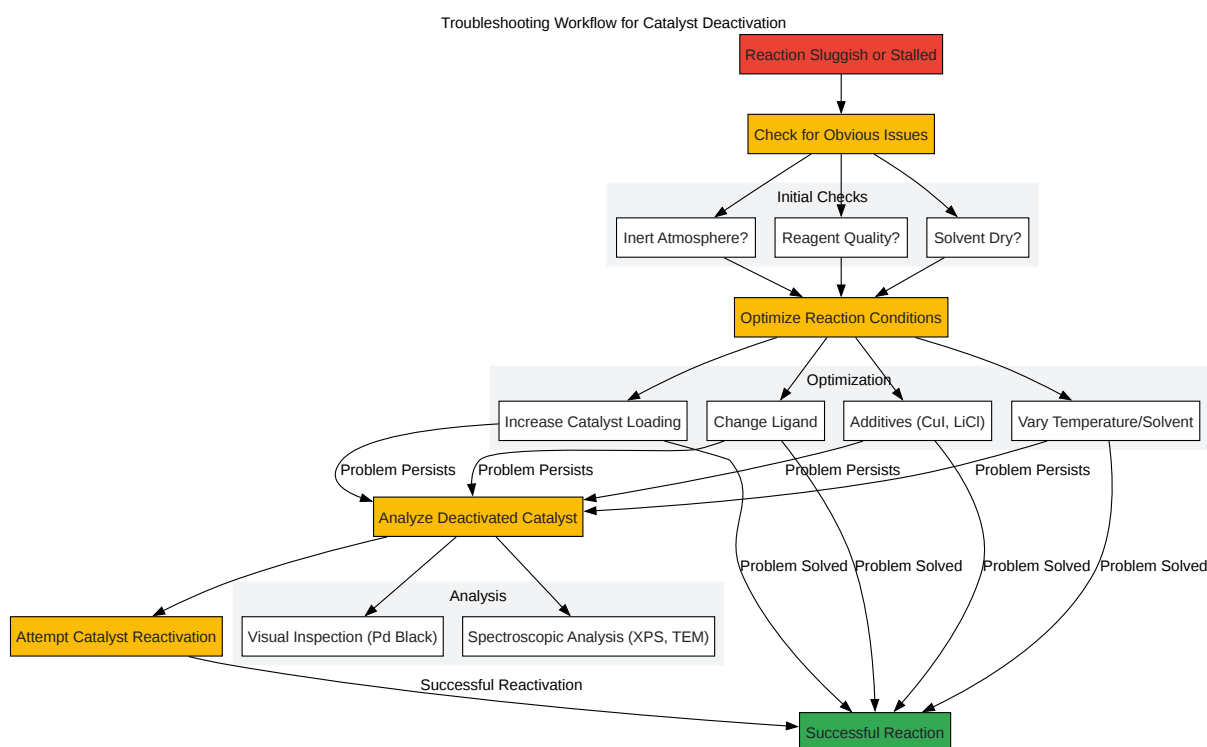 Troubleshooting Workflow for Catalyst Deactivation
Reaction Sluggish or Stalled
Check for Obvious Issues
Initial Checks
Inert Atmosphere?
Reagent Quality?
Solvent Dry?
Optimize Reaction Conditions
Optimization
Increase Catalyst Loading
Change Ligand
Additives (CuI, LiCl)
Vary Temperature/Solvent
Problem Persists
Problem Persists
Problem Persists
Problem Persists
Analyze Deactivated Catalyst
Problem Solved
Problem Solved
Problem Solved
Problem Solved
Analysis
Attempt Catalyst Reactivation
Visual Inspection (Pd Black)
Spectroscopic Analysis (XPS, TEM)
Successful Reactivation
Successful Reaction